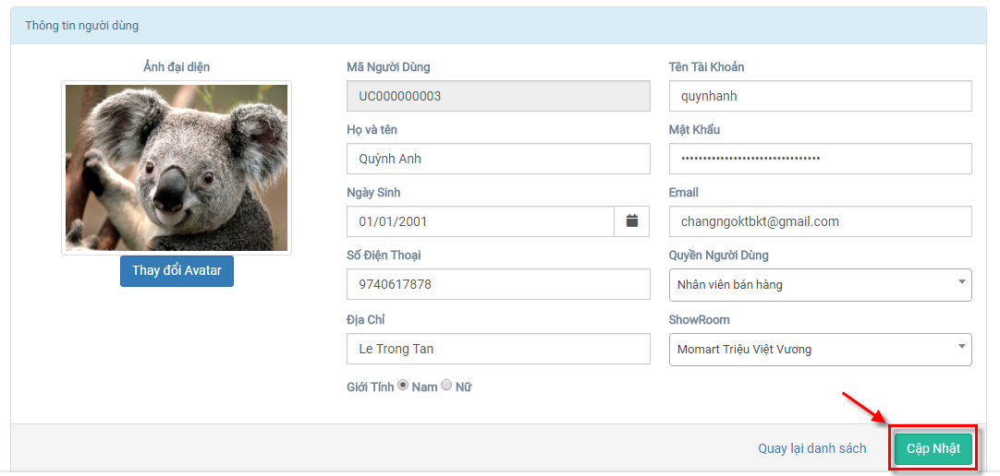 Thông tin người dùng
Ảnh đại diện
Thay đổi Avatar
Mã Người Dùng
UC000000003
Họ và tên
Quỳnh Anh
Ngày Sinh
01/01/2001
Số Điện Thoại
9740617878
Địa Chỉ
Le Trong Tan
Giới Tính Nam Nữ
Tên Tài Khoản
quynhanh
Mật Khẩu
••••••••••••••••••••••••••••••••
Email
changngoktbkt@gmail.com
Quyền Người Dùng
Nhân viên bán hàng
ShowRoom
Momart Triệu Việt Vương
Quay lại danh sách
Cập Nhật